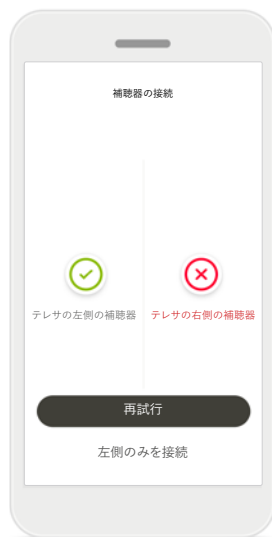 補聴器の接続
テレサの左側の補聴器
テレサの右側の補聴器
再試行
左側のみを接続